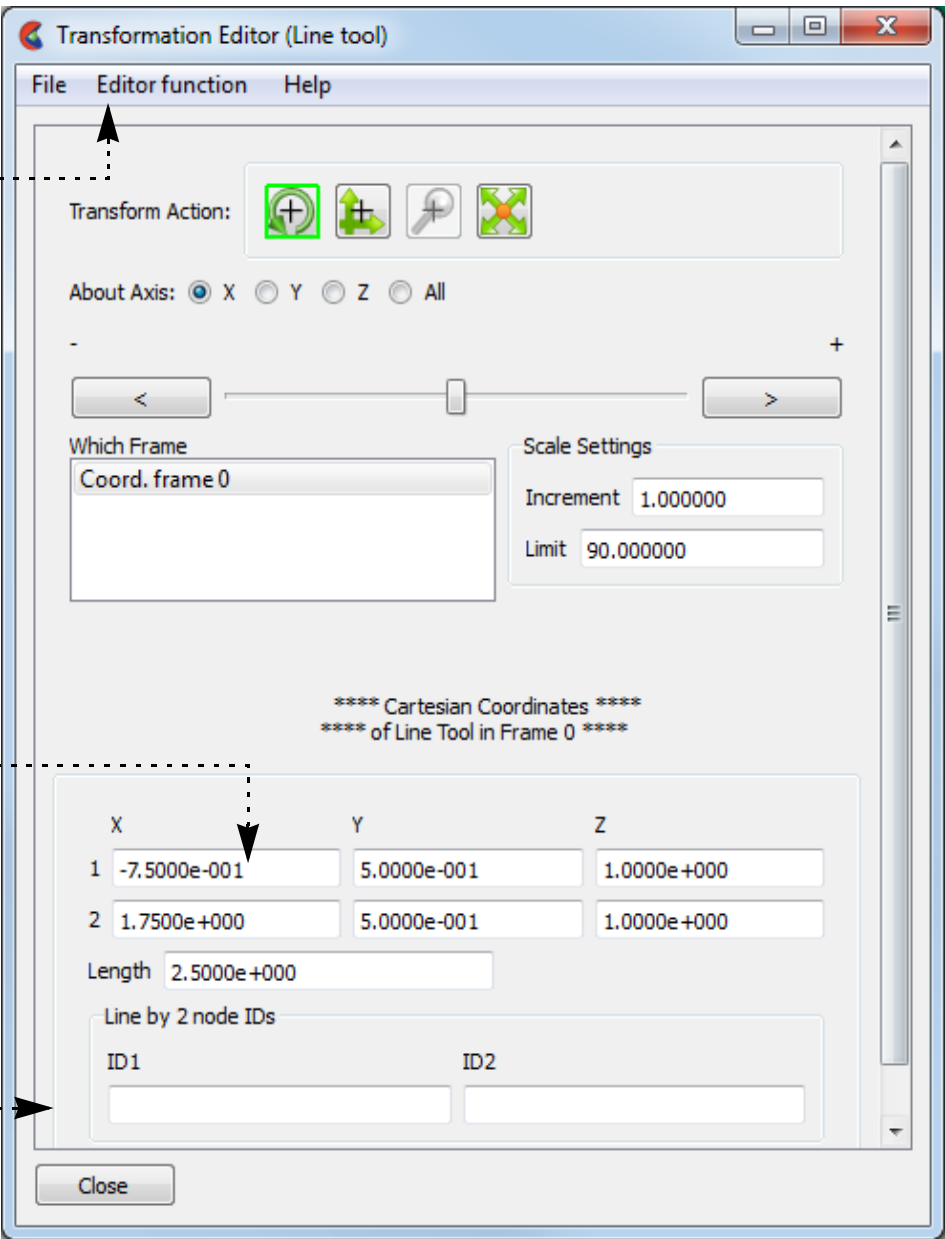 Transformation Editor (Line tool)
File Editor function Help
Transform Action:
About Axis: X Y Z All
- +
< >
Which Frame Scale Settings
Coord. frame 0
Increment 1.000000
Limit 90.000000
**** Cartesian Coordinates ****
**** of Line Tool in Frame 0 ****
X Y Z
1 -7.5000e-001 5.0000e-001 1.0000e+000
2 1.7500e+000 5.0000e-001 1.0000e+000
Length 2.5000e+000
Line by 2 node IDs
ID1 ID2
Close